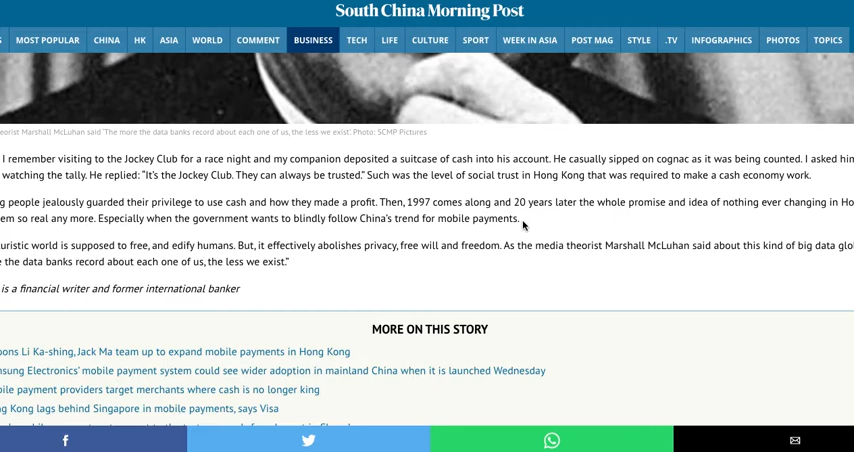 South China Morning Post
S MOST POPULAR CHINA HK ASIA WORLD COMMENT BUSINESS TECH LIFE CULTURE SPORT WEEK IN ASIA POST MAG STYLE .TV INFOGRAPHICS PHOTOS TOPICS
eorist Marshall McLuhan said 'The more the data banks record about each one of us, the less we exist'. Photo: SCMP Pictures
I remember visiting to the Jockey Club for a race night and my companion deposited a suitcase of cash into his account. He casually sipped on cognac as it was being counted. I asked him
watching the tally. He replied: “It’s the Jockey Club. They can always be trusted.” Such was the level of social trust in Hong Kong that was required to make a cash economy work.
g people jealously guarded their privilege to use cash and how they made a profit. Then, 1997 comes along and 20 years later the whole promise and idea of nothing ever changing in Ho
em so real any more. Especially when the government wants to blindly follow China’s trend for mobile payments.
uristic world is supposed to free, and edify humans. But, it effectively abolishes privacy, free will and freedom. As the media theorist Marshall McLuhan said about this kind of big data glo
e the data banks record about each one of us, the less we exist.”
is a financial writer and former international banker
MORE ON THIS STORY
oons Li Ka-shing, Jack Ma team up to expand mobile payments in Hong Kong
msung Electronics’ mobile payment system could see wider adoption in mainland China when it is launched Wednesday
bile payment providers target merchants where cash is no longer king
g Kong lags behind Singapore in mobile payments, says Visa